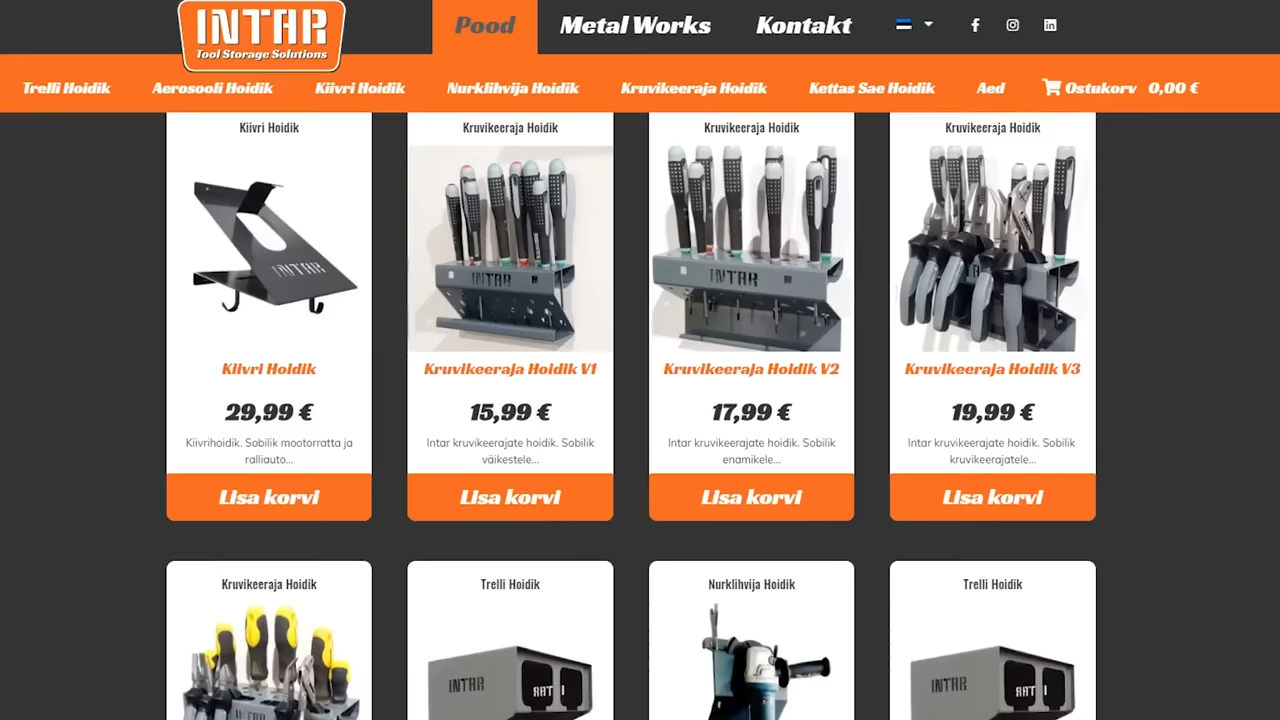 INTAR
Tool Storage Solutions
Pood
Metal Works
Kontakt
Trelli Hoidik
Aerosooli Hoidik
Kiivri Hoidik
Nurklihvija Hoidik
Kruvikeeraja Hoidik
Kettas Sae Hoidik
Aed
Ostukorv 0,00 €
Kiivri Hoidik
INTAR
Kiivri Hoidik
29,99 €
Kiivrihoidik. Sobilik mootorratta ja
ralliauto...
Lisa korvi
Kruvikeeraja Hoidik
INTAR
Kruvikeeraja Hoidik V1
15,99 €
Intar kruvikeerajate hoidik. Sobilik
väikestele...
Lisa korvi
Kruvikeeraja Hoidik
INTAR
Kruvikeeraja Hoidik V2
17,99 €
Intar kruvikeerajate hoidik. Sobilik
enamikele...
Lisa korvi
Kruvikeeraja Hoidik
Kruvikeeraja Hoidik V3
19,99 €
Intar kruvikeerajate hoidik. Sobilik
kruvikeerajatele...
Lisa korvi
Kruvikeeraja Hoidik
INTAR
Trelli Hoidik
INTAR
Nurklihvija Hoidik
Trelli Hoidik
INTAR